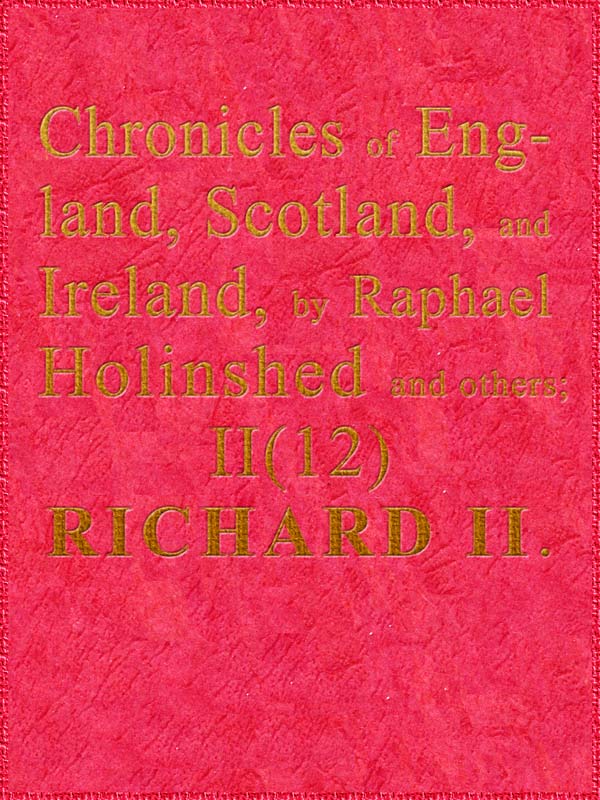 Chronicles of Eng-
land, Scotland, and
Ireland, by Raphael
Holinshed and others;
II(12)
RICHARD II.